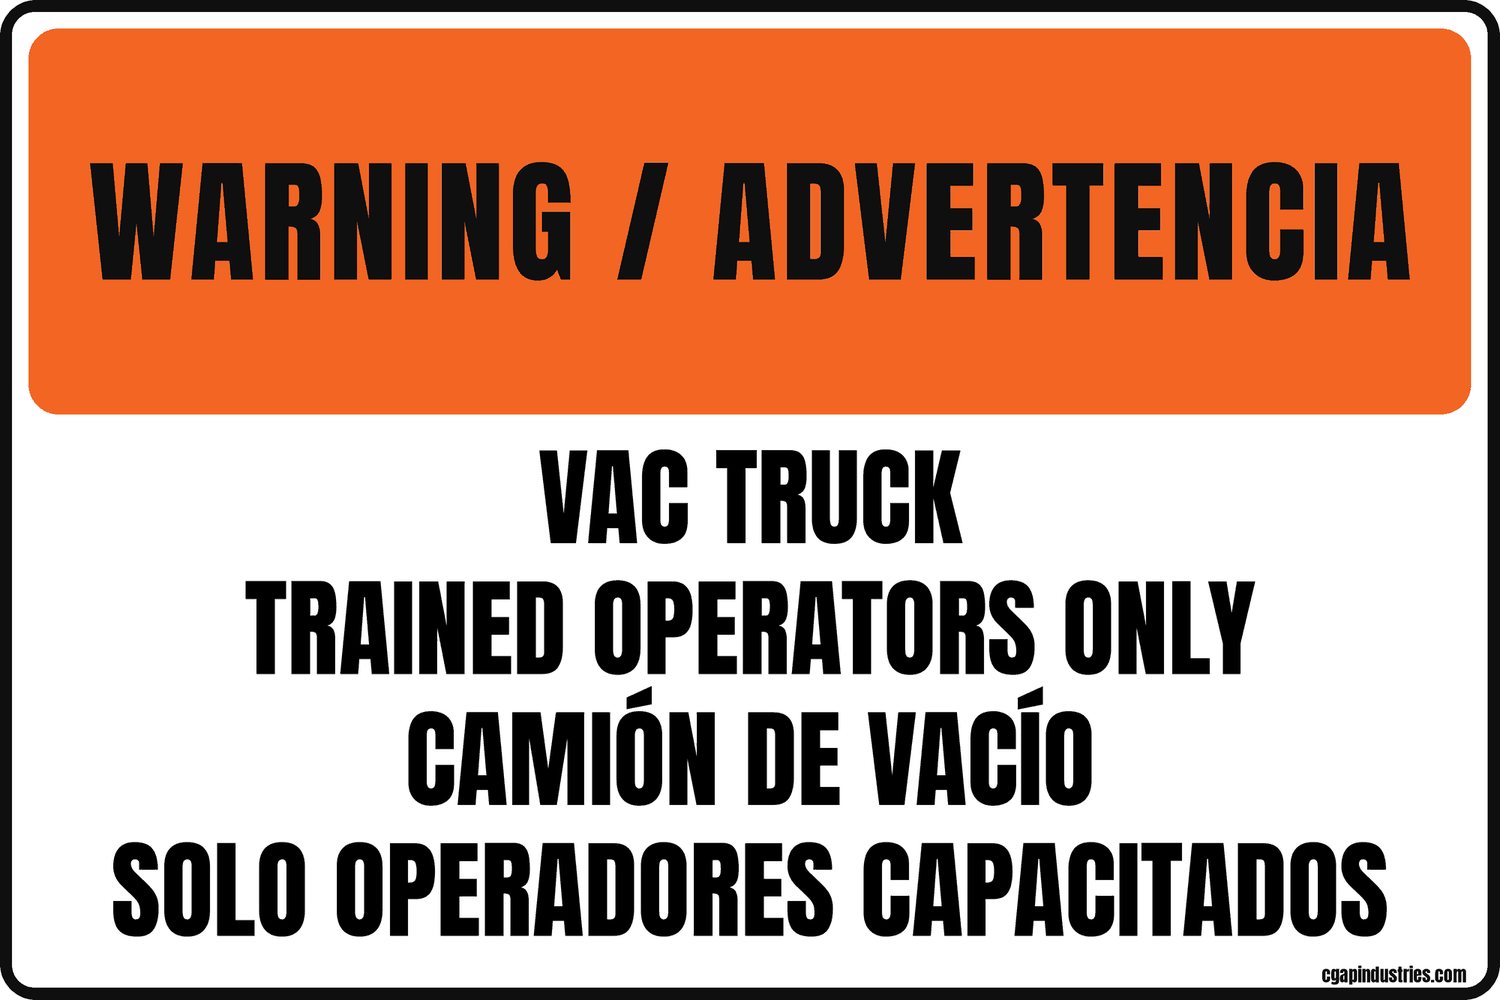 WARNING / ADVERTENCIA
VAC TRUCK
TRAINED OPERATORS ONLY
CAMIÓN DE VACÍO
SOLO OPERADORES CAPACITADOS
cgapindustries.com